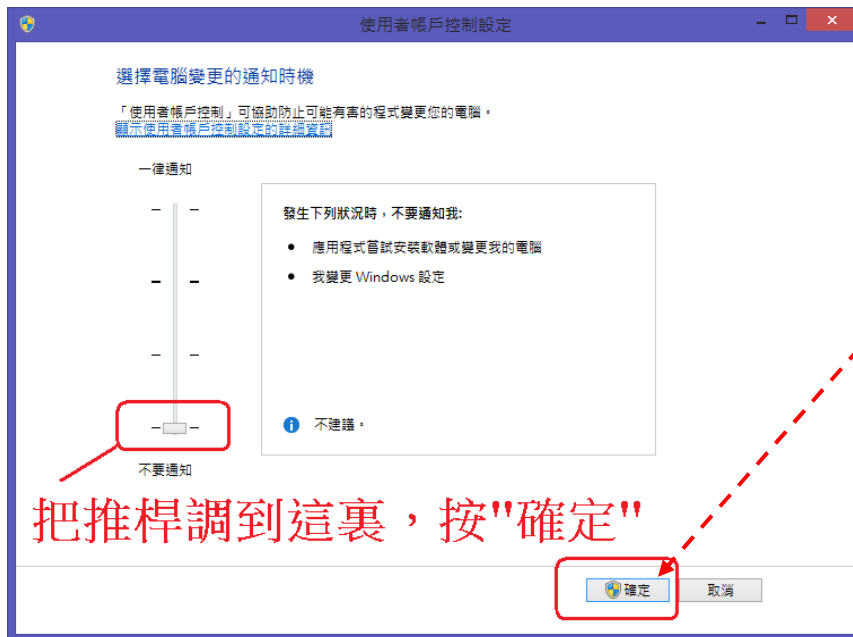 使用者帳戶控制設定
選擇電腦變更的通知時機
「使用者帳戶控制」可協助防止可能有害的程式變更您的電腦。
顯示使用者帳戶控制設定的詳細資訊
一律通知
發生下列狀況時，不要通知我:
應用程式嘗試安裝軟體或變更我的電腦
我變更 Windows 設定
不建議。
不要通知
把推桿調到這裏，按"確定"
確定
取消